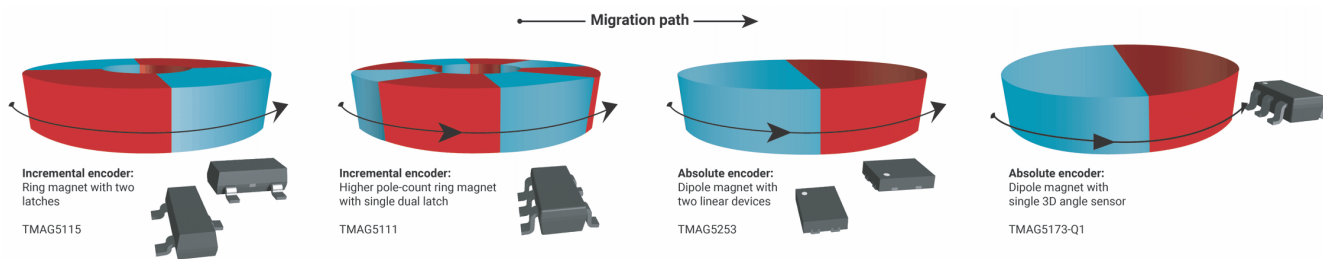 Migration path
Incremental encoder:
Ring magnet with two
latches
TMAG5115
Incremental encoder:
Higher pole-count ring magnet
with single dual latch
TMAG5111
Absolute encoder:
Dipole magnet with
two linear devices
TMAG5253
Absolute encoder:
Dipole magnet with
single 3D angle sensor
TMAG5173-Q1